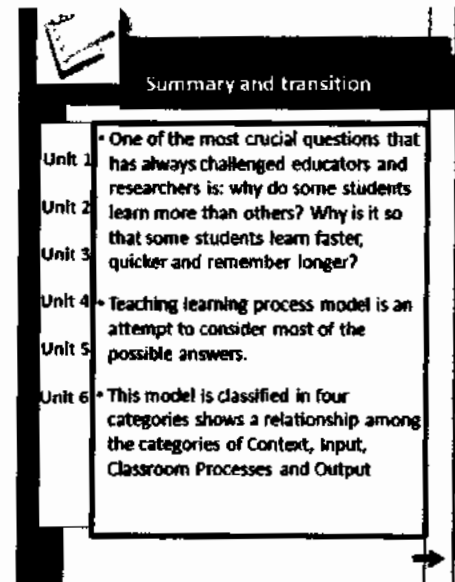 Summary and transition
Unit 1
Unit 2
Unit 3
Unit 4
Unit 5
Unit 6
• One of the most crucial questions that
has always challenged educators and
researchers is: why do some students
learn more than others? Why is it so
that some students learn faster,
quicker and remember longer?
• Teaching learning process model is an
attempt to consider most of the
possible answers.
• This model is classified in four
categories shows a relationship among
the categories of Context, Input,
Classroom Processes and Output